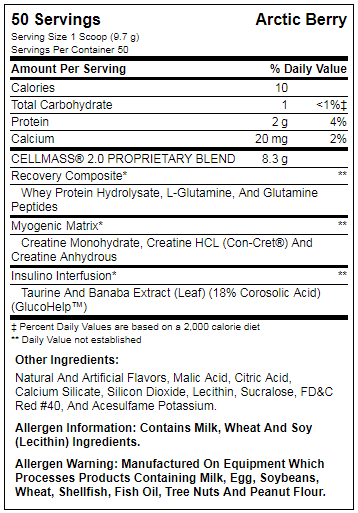 50 Servings Arctic Berry
Serving Size 1 Scoop (9.7 g)
Servings Per Container 50
Amount Per Serving % Daily Value
Calories 10
Total Carbohydrate 1 <1%‡
Protein 2 g 4%
Calcium 20 mg 2%
CELLMASS® 2.0 PROPRIETARY BLEND 8.3 g
Recovery Composite* **
Whey Protein Hydrolysate, L-Glutamine, And Glutamine
Peptides
Myogenic Matrix* **
Creatine Monohydrate, Creatine HCL (Con-Cret®) And
Creatine Anhydrous
Insulino Interfusion* **
Taurine And Banaba Extract (Leaf) (18% Corosolic Acid)
(GlucoHelp™)
‡ Percent Daily Values are based on a 2,000 calorie diet
** Daily Value not established
Other Ingredients:
Natural And Artificial Flavors, Malic Acid, Citric Acid,
Calcium Silicate, Silicon Dioxide, Lecithin, Sucralose, FD&C
Red #40, And Acesulfame Potassium.
Allergen Information: Contains Milk, Wheat And Soy
(Lecithin) Ingredients.
Allergen Warning: Manufactured On Equipment Which
Processes Products Containing Milk, Egg, Soybeans,
Wheat, Shellfish, Fish Oil, Tree Nuts And Peanut Flour.